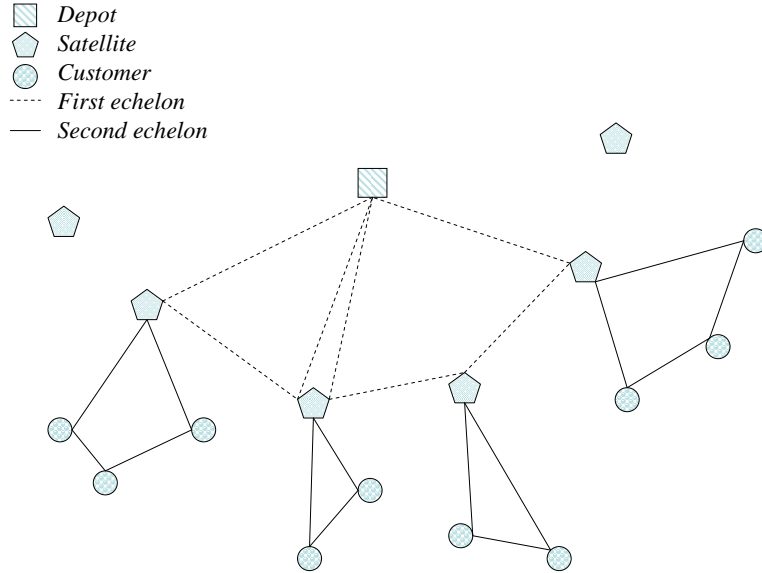 Depot
Satellite
Customer
First echelon
Second echelon